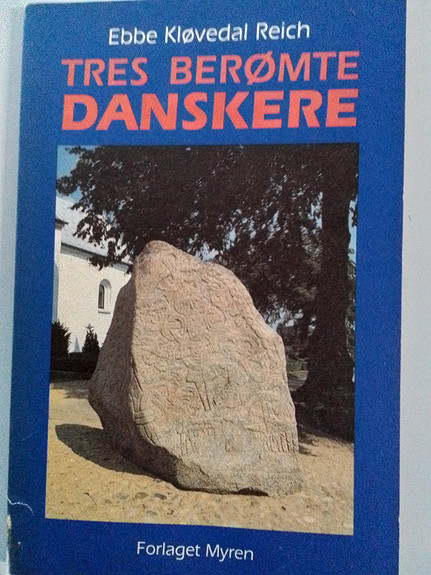 Ebbe Kløvedal Reich
TRES BERØMTE
DANSKERE
Forlaget Myren